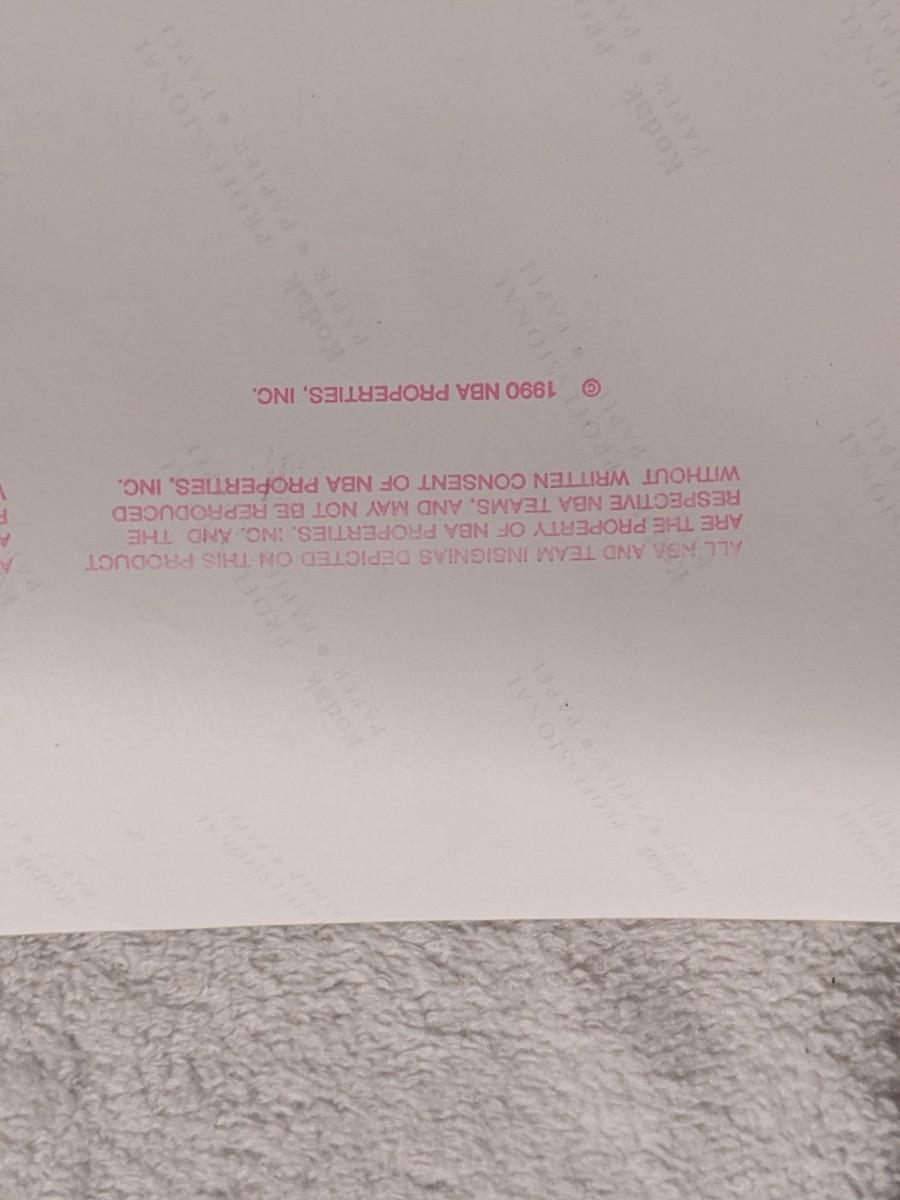 ALL NBA AND TEAM INSIGNIAS DEPICTED ON THIS PRODUCT
ARE THE PROPERTY OF NBA PROPERTIES, INC. AND THE
RESPECTIVE NBA TEAMS, AND MAY NOT BE REPRODUCED
WITHOUT WRITTEN CONSENT OF NBA PROPERTIES, INC.
© 1990 NBA PROPERTIES, INC.
Kodak
PAPER ● PAPIER ● PAPEL
PROFESSIONAL